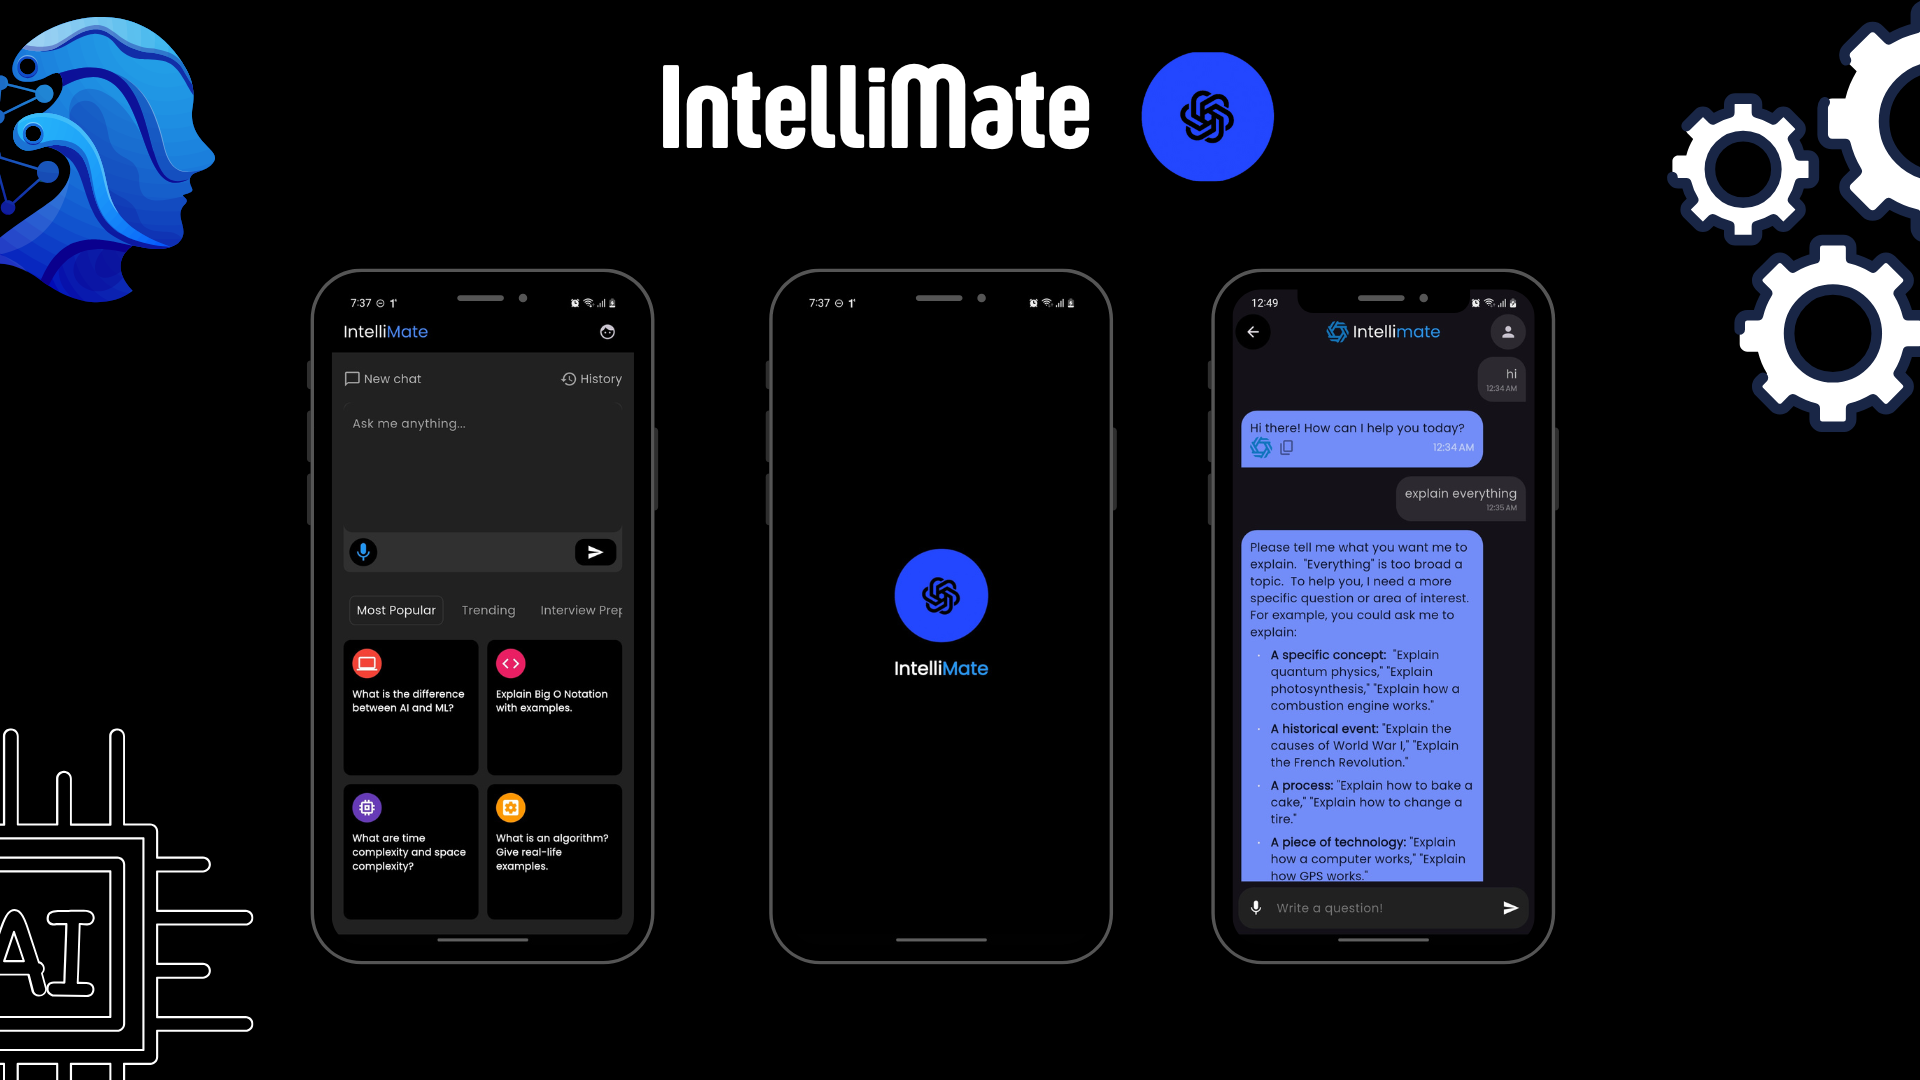 IntelliMate
7:37
IntelliMate
New chat
History
Ask me anything...
Most Popular
Trending
Interview Prep
What is the difference
between AI and ML?
Explain Big O Notation
with examples.
What are time
complexity and space
complexity?
What is an algorithm?
Give real-life
examples.
7:37
IntelliMate
12:49
Intellimate
hi
12:34 AM
Hi there! How can I help you today?
12:34 AM
explain everything
12:35 AM
Please tell me what you want me to
explain. "Everything" is too broad a
topic. To help you, I need a more
specific question or area of interest.
For example, you could ask me to
explain:
· A specific concept: "Explain
quantum physics," "Explain
photosynthesis," "Explain how a
combustion engine works."
· A historical event: "Explain the
causes of World War I," "Explain
the French Revolution."
· A process: "Explain how to bake a
cake," "Explain how to change a
tire."
· A piece of technology: "Explain
how a computer works," "Explain
how GPS works."
Write a question!
AI